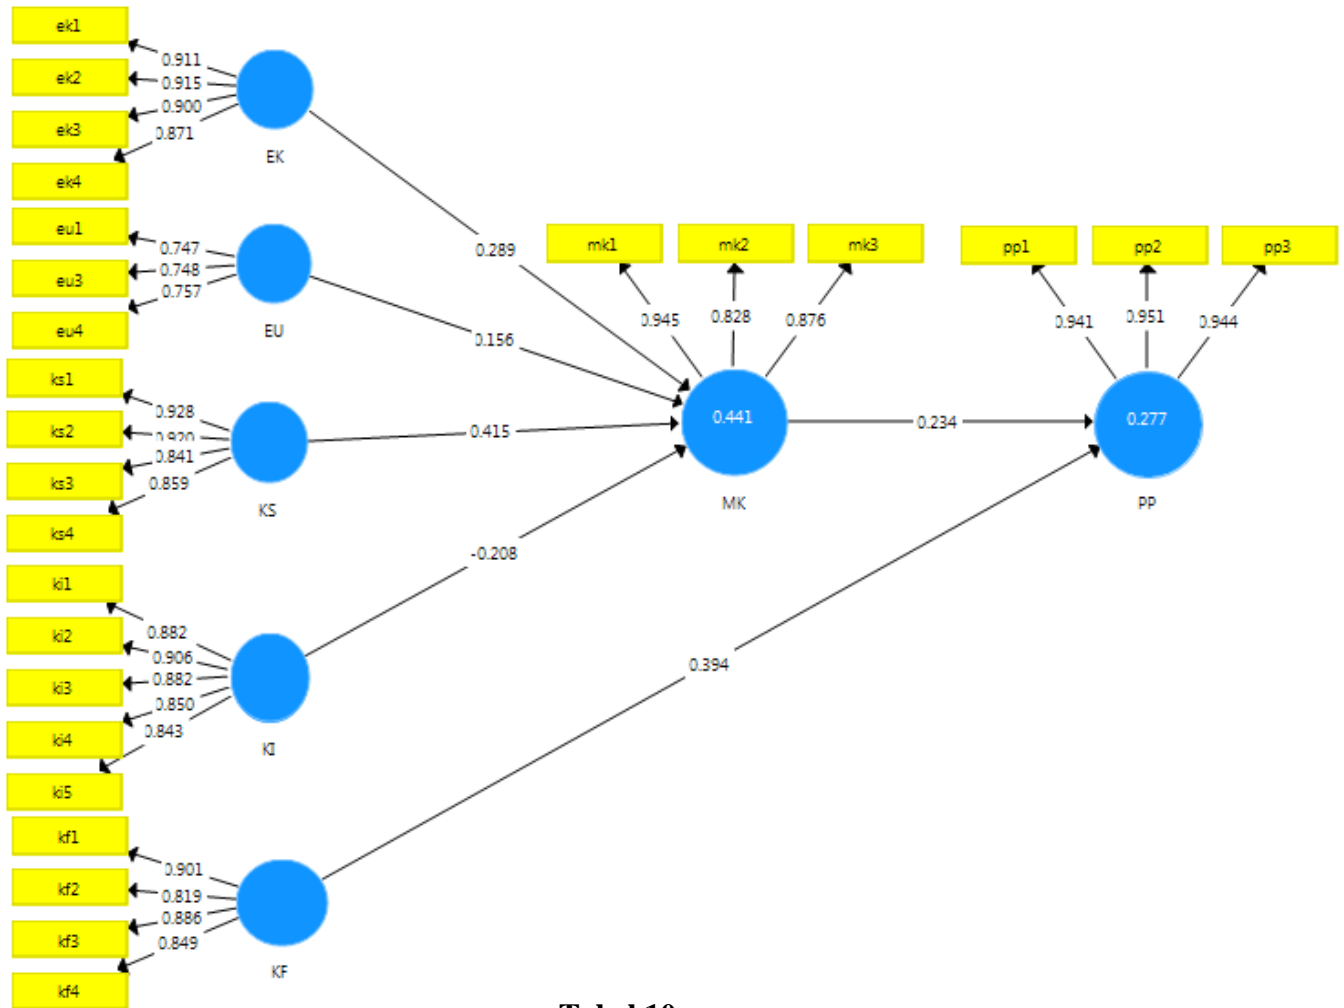 ek1
0.911
ek2
0.915
0.900
ek3
0.871
EK
ek4
eu1
0.747
0.748
eu3
0.757
eu4
EU
ks1
0.928
ks2
0.920
0.841
ks3
0.859
KS
ks4
ki1
0.882
ki2
0.906
0.882
ki3
0.850
ki4
0.843
KI
ki5
kf1
0.901
kf2
0.819
0.886
kf3
0.849
KF
kf4
0.289
0.156
0.415
-0.208
mk1
mk2
mk3
0.945
0.828
0.876
0.441
MK
0.234
0.394
pp1
pp2
pp3
0.941
0.951
0.944
0.277
PP
Tabel 10